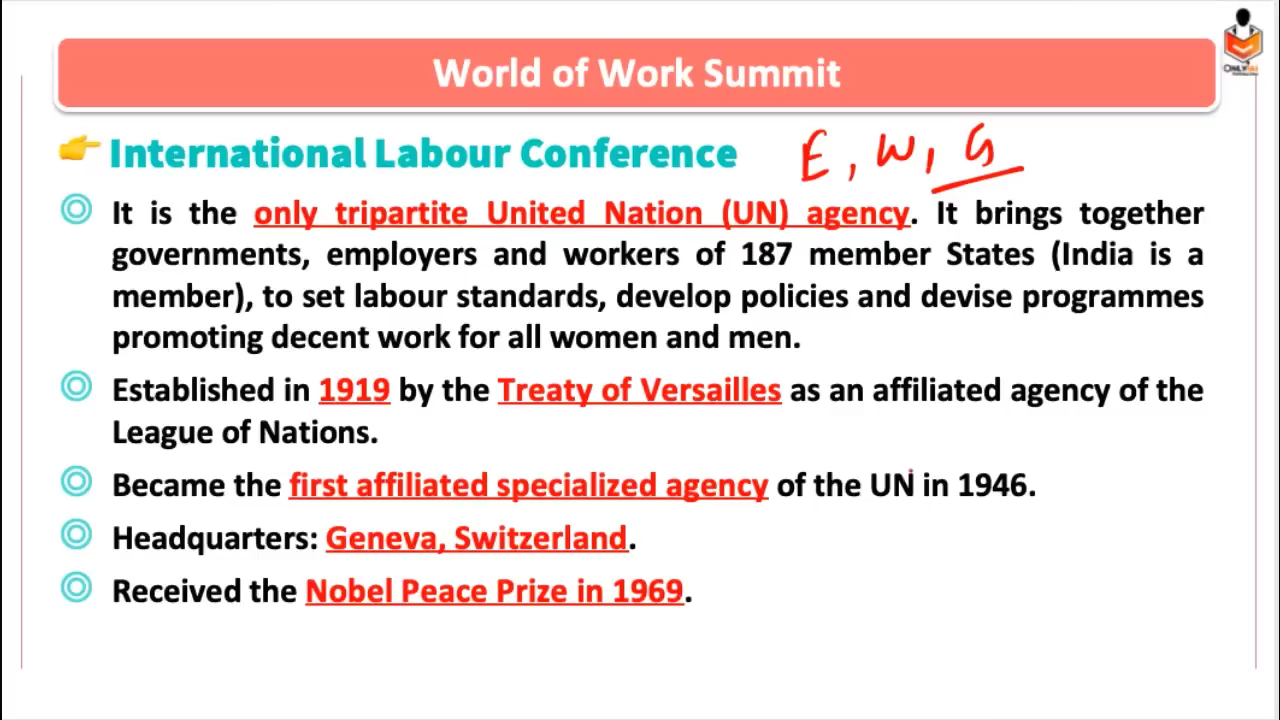 World of Work Summit
International Labour Conference E, W, G
It is the only tripartite United Nation (UN) agency. It brings together
governments, employers and workers of 187 member States (India is a
member), to set labour standards, develop policies and devise programmes
promoting decent work for all women and men.
Established in 1919 by the Treaty of Versailles as an affiliated agency of the
League of Nations.
Became the first affiliated specialized agency of the UN in 1946.
Headquarters: Geneva, Switzerland.
Received the Nobel Peace Prize in 1969.